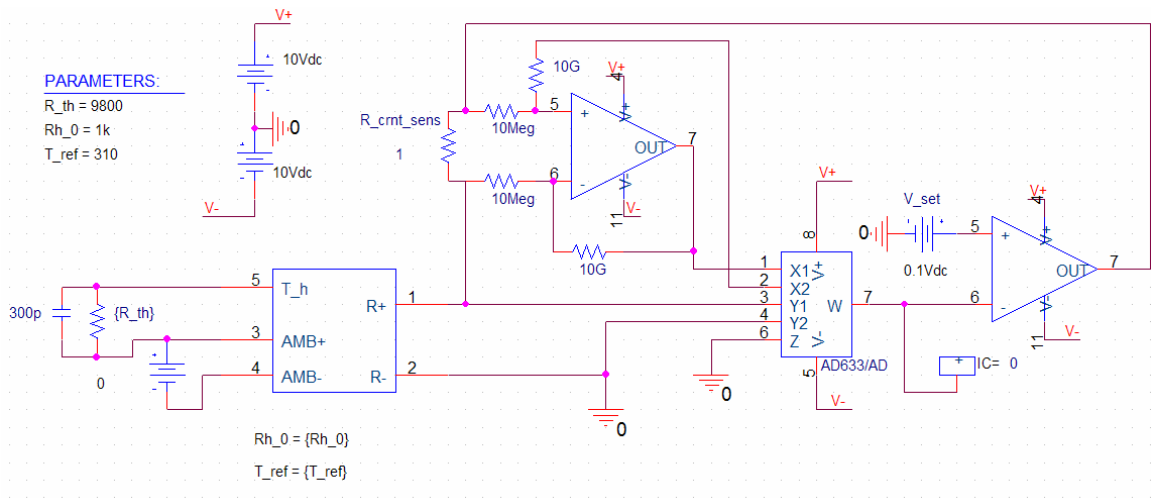 V+
10Vdc
0
10Vdc
V-
PARAMETERS:
R_th = 9800
Rh_0 = 1k
T_ref = 310
R_crnt_sens
1
10Meg
10Meg
10G
10G
V+
4
5
+
V+
OUT
7
6
-
V-
11
V-
300p
{R_th}
0
5
T_h
3
AMB+
4
AMB-
R+
1
R-
2
Rh_0 = {Rh_0}
T_ref = {T_ref}
0
V+
8
1
X1
V+
2
X2
3
Y1
W
7
4
Y2
6
Z
V-
AD633/AD
5
V-
0
IC= 0
+
V_set
0
0.1Vdc
V+
4
5
+
V+
OUT
7
6
-
V-
11
V-